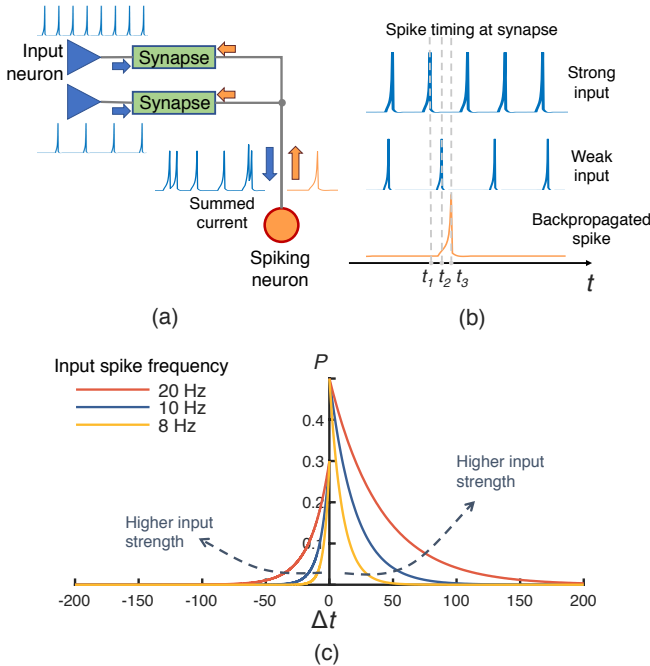 Input
neuron
Synapse
Synapse
Summed
current
Spiking
neuron
(a)
Spike timing at synapse
Strong
input
Weak
input
Backpropagated
spike
t1 t2 t3
t
(b)
Input spike frequency
20 Hz
10 Hz
8 Hz
P
0.4
0.3
0.2
0.1
Higher input
strength
Higher input
strength
-200 -150 -100 -50 0 50 100 150 200
Δt
(c)